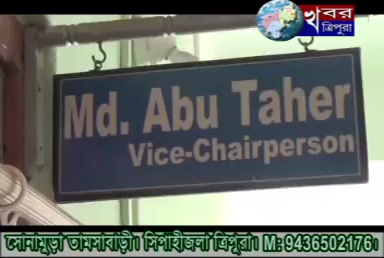 খবর
ত্রিপুরা
Md. Abu Taher
Vice-Chairperson
সোনামুড়া তামসাবাড়ী। সিপাহীজলা ত্রিপুরা। M: 9436502176।